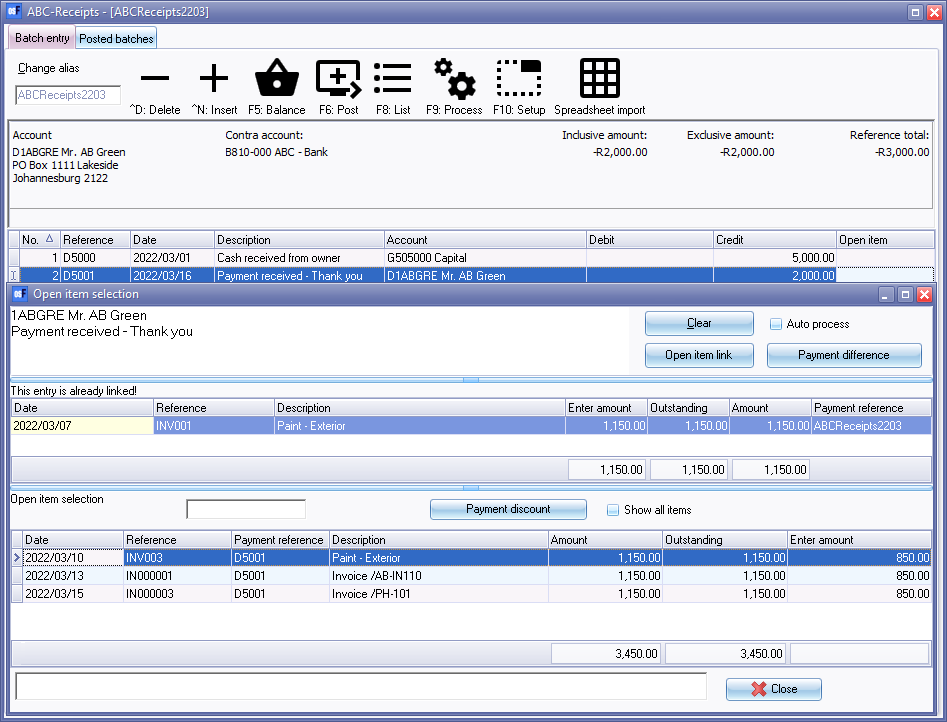 ABC-Receipts - [ABCReceipts2203]
Batch entry Posted batches
Change alias
ABCReceipts2203
^D: Delete ^N: Insert F5: Balance F6: Post F8: List F9: Process F10: Setup Spreadsheet import
Account Contra account: Inclusive amount: Exclusive amount: Reference total:
D1ABGRE Mr. AB Green B810-000 ABC - Bank -R2,000.00 -R2,000.00 -R3,000.00
PO Box 1111 Lakeside
Johannesburg 2122
No. Reference Date Description Account Debit Credit Open item
1 D5000 2022/03/01 Cash received from owner G505000 Capital 5,000.00
2 D5001 2022/03/16 Payment received - Thank you D1ABGRE Mr. AB Green 2,000.00
Open item selection
1ABGRE Mr. AB Green
Payment received - Thank you
Clear Auto process
Open item link Payment difference
This entry is already linked!
Date Reference Description Enter amount Outstanding Amount Payment reference
2022/03/07 INV001 Paint - Exterior 1,150.00 1,150.00 1,150.00 ABCReceipts2203
1,150.00 1,150.00 1,150.00
Open item selection
Payment discount Show all items
Date Reference Payment reference Description Amount Outstanding Enter amount
2022/03/10 INV003 D5001 Paint - Exterior 1,150.00 1,150.00 850.00
2022/03/13 IN000001 D5001 Invoice /AB-IN110 1,150.00 1,150.00 850.00
2022/03/15 IN000003 D5001 Invoice /PH-101 1,150.00 1,150.00 850.00
3,450.00 3,450.00
Close